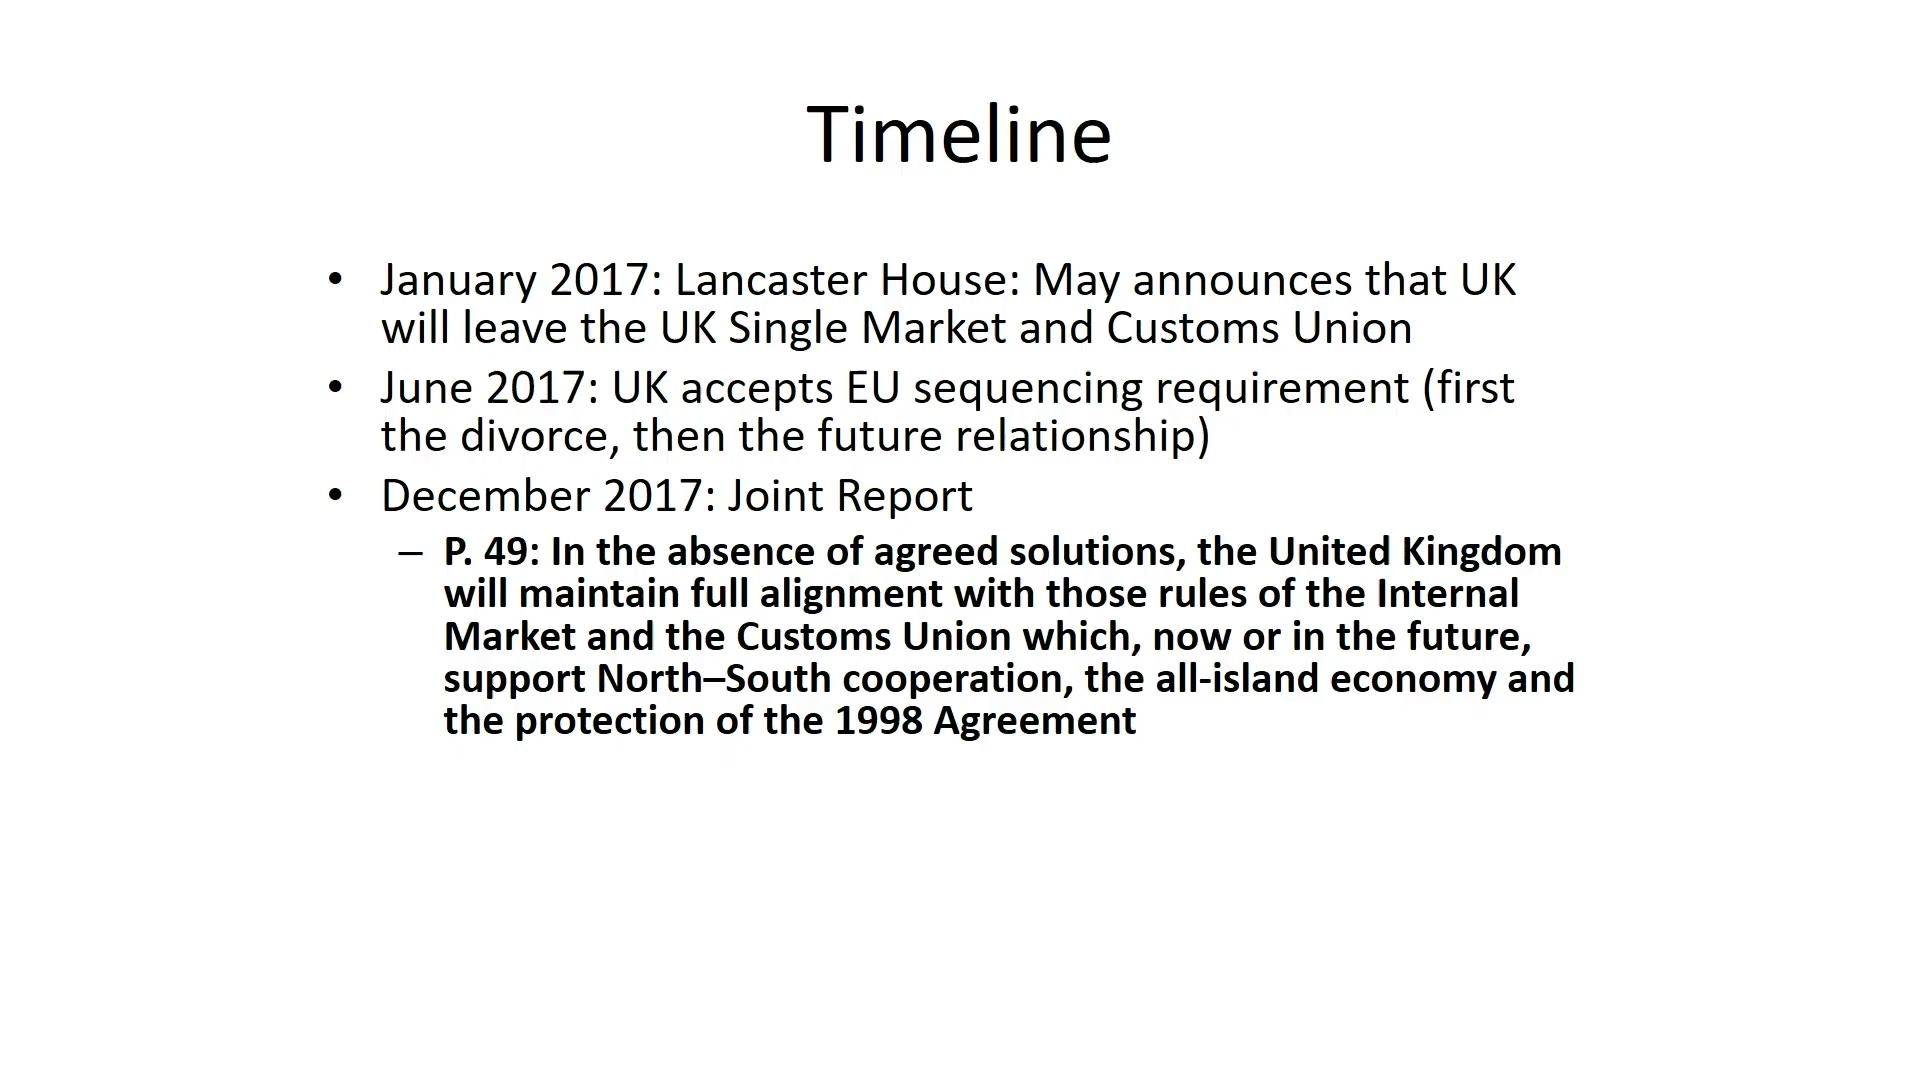 Timeline
• January 2017: Lancaster House: May announces that UK
will leave the UK Single Market and Customs Union
• June 2017: UK accepts EU sequencing requirement (first
the divorce, then the future relationship)
• December 2017: Joint Report
– P. 49: In the absence of agreed solutions, the United Kingdom
will maintain full alignment with those rules of the Internal
Market and the Customs Union which, now or in the future,
support North–South cooperation, the all-island economy and
the protection of the 1998 Agreement